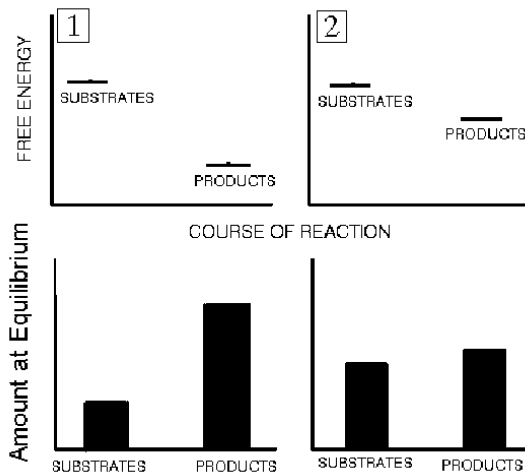 1
2
FREE ENERGY
SUBSTRATES
PRODUCTS
SUBSTRATES
PRODUCTS
COURSE OF REACTION
Amount at Equilibrium
SUBSTRATES
PRODUCTS
SUBSTRATES
PRODUCTS